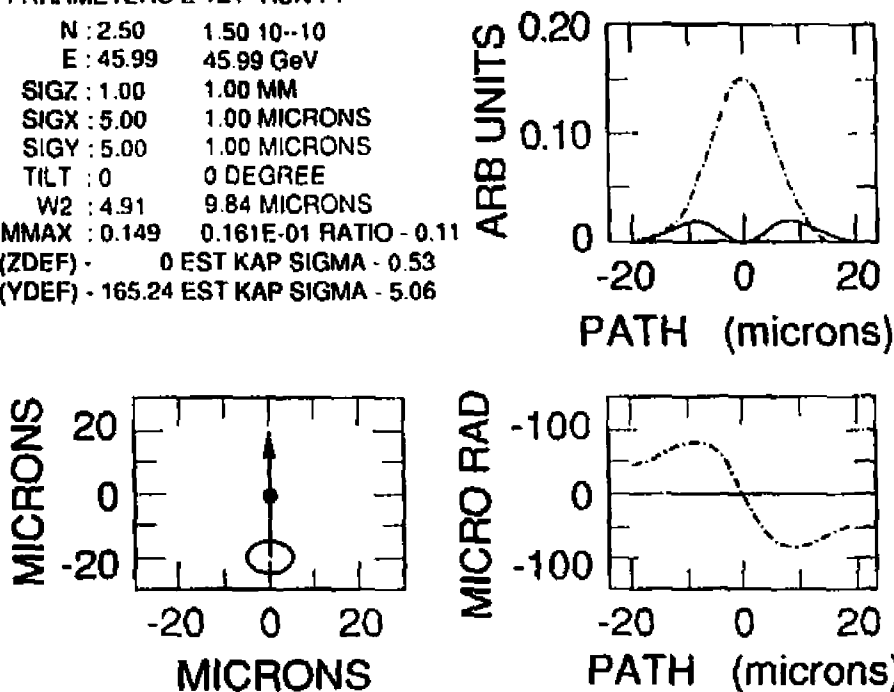 N : 2.50 1.50 10--10
E : 45.99 45.99 GeV
SIGZ : 1.00 1.00 MM
SIGX : 5.00 1.00 MICRONS
SIGY : 5.00 1.00 MICRONS
TILT : 0 0 DEGREE
W2 : 4.91 9.84 MICRONS
MMAX : 0.149 0.161E-01 RATIO - 0.11
(ZDEF) - 0 EST KAP SIGMA - 0.53
(YDEF) - 165.24 EST KAP SIGMA - 5.06
ARB UNITS
0.20
0.10
0
-20 0 20
PATH (microns)
MICRONS
20
0
-20
-20 0 20
MICRONS
MICRO RAD
-100
0
-100
-20 0 20
PATH (microns)